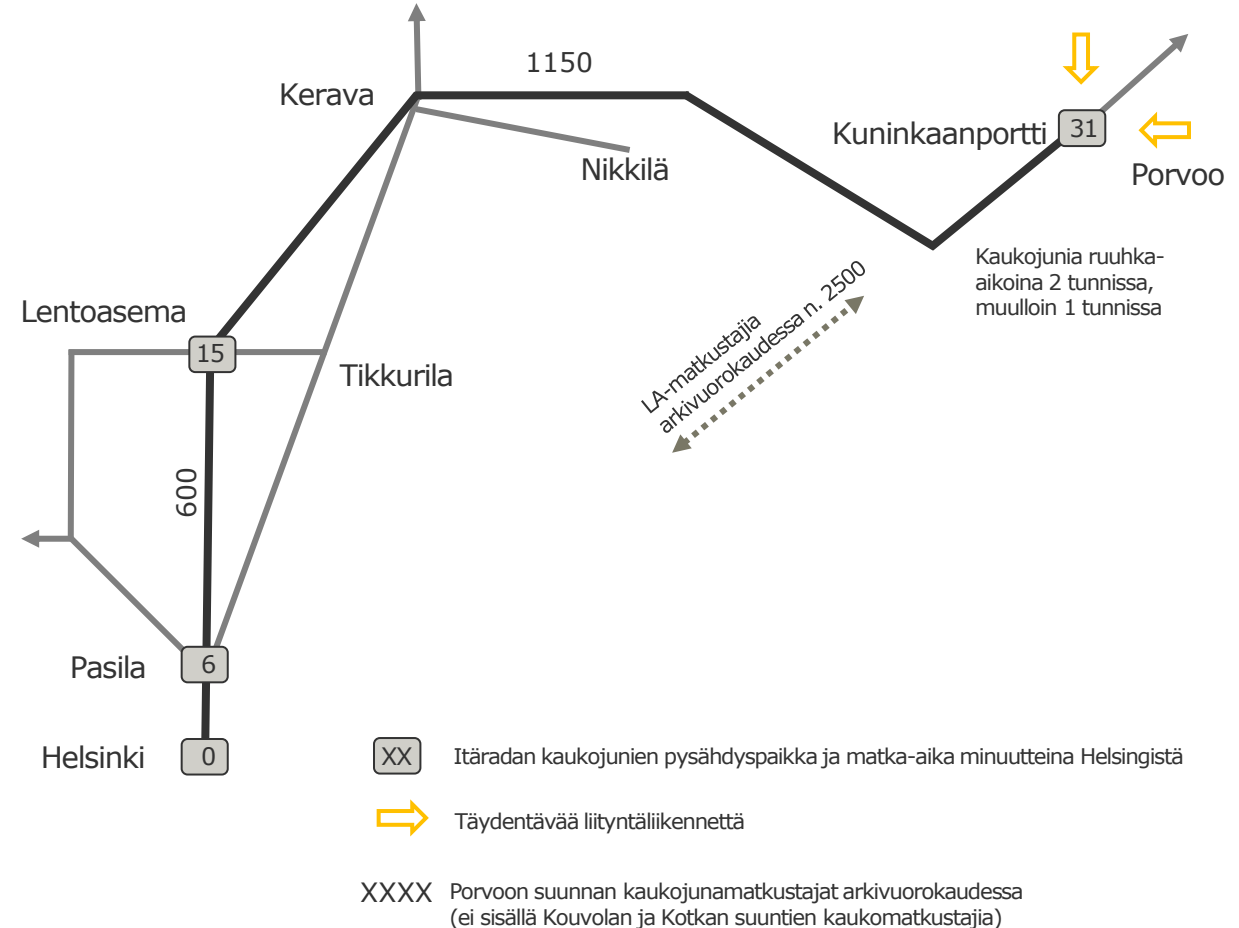 1150
Kerava
31
Kuninkaanportti
Nikkilä
Porvoo
Kaukojunia ruuhka-
aikoina 2 tunnissa,
muulloin 1 tunnissa
LA-matkustajia
arkivuorokaudessa n. 2500
Lentoasema
15
Tikkurila
600
Pasila
6
Helsinki
0
XX Itäradan kaukojunien pysähdyspaikka ja matka-aika minuutteina Helsingistä
Täydentävää liityntäliikennettä
XXXX Porvoon suunnan kaukojunamatkustajat arkivuorokaudessa
(ei sisällä Kouvolan ja Kotkan suuntien kaukomatkustajia)